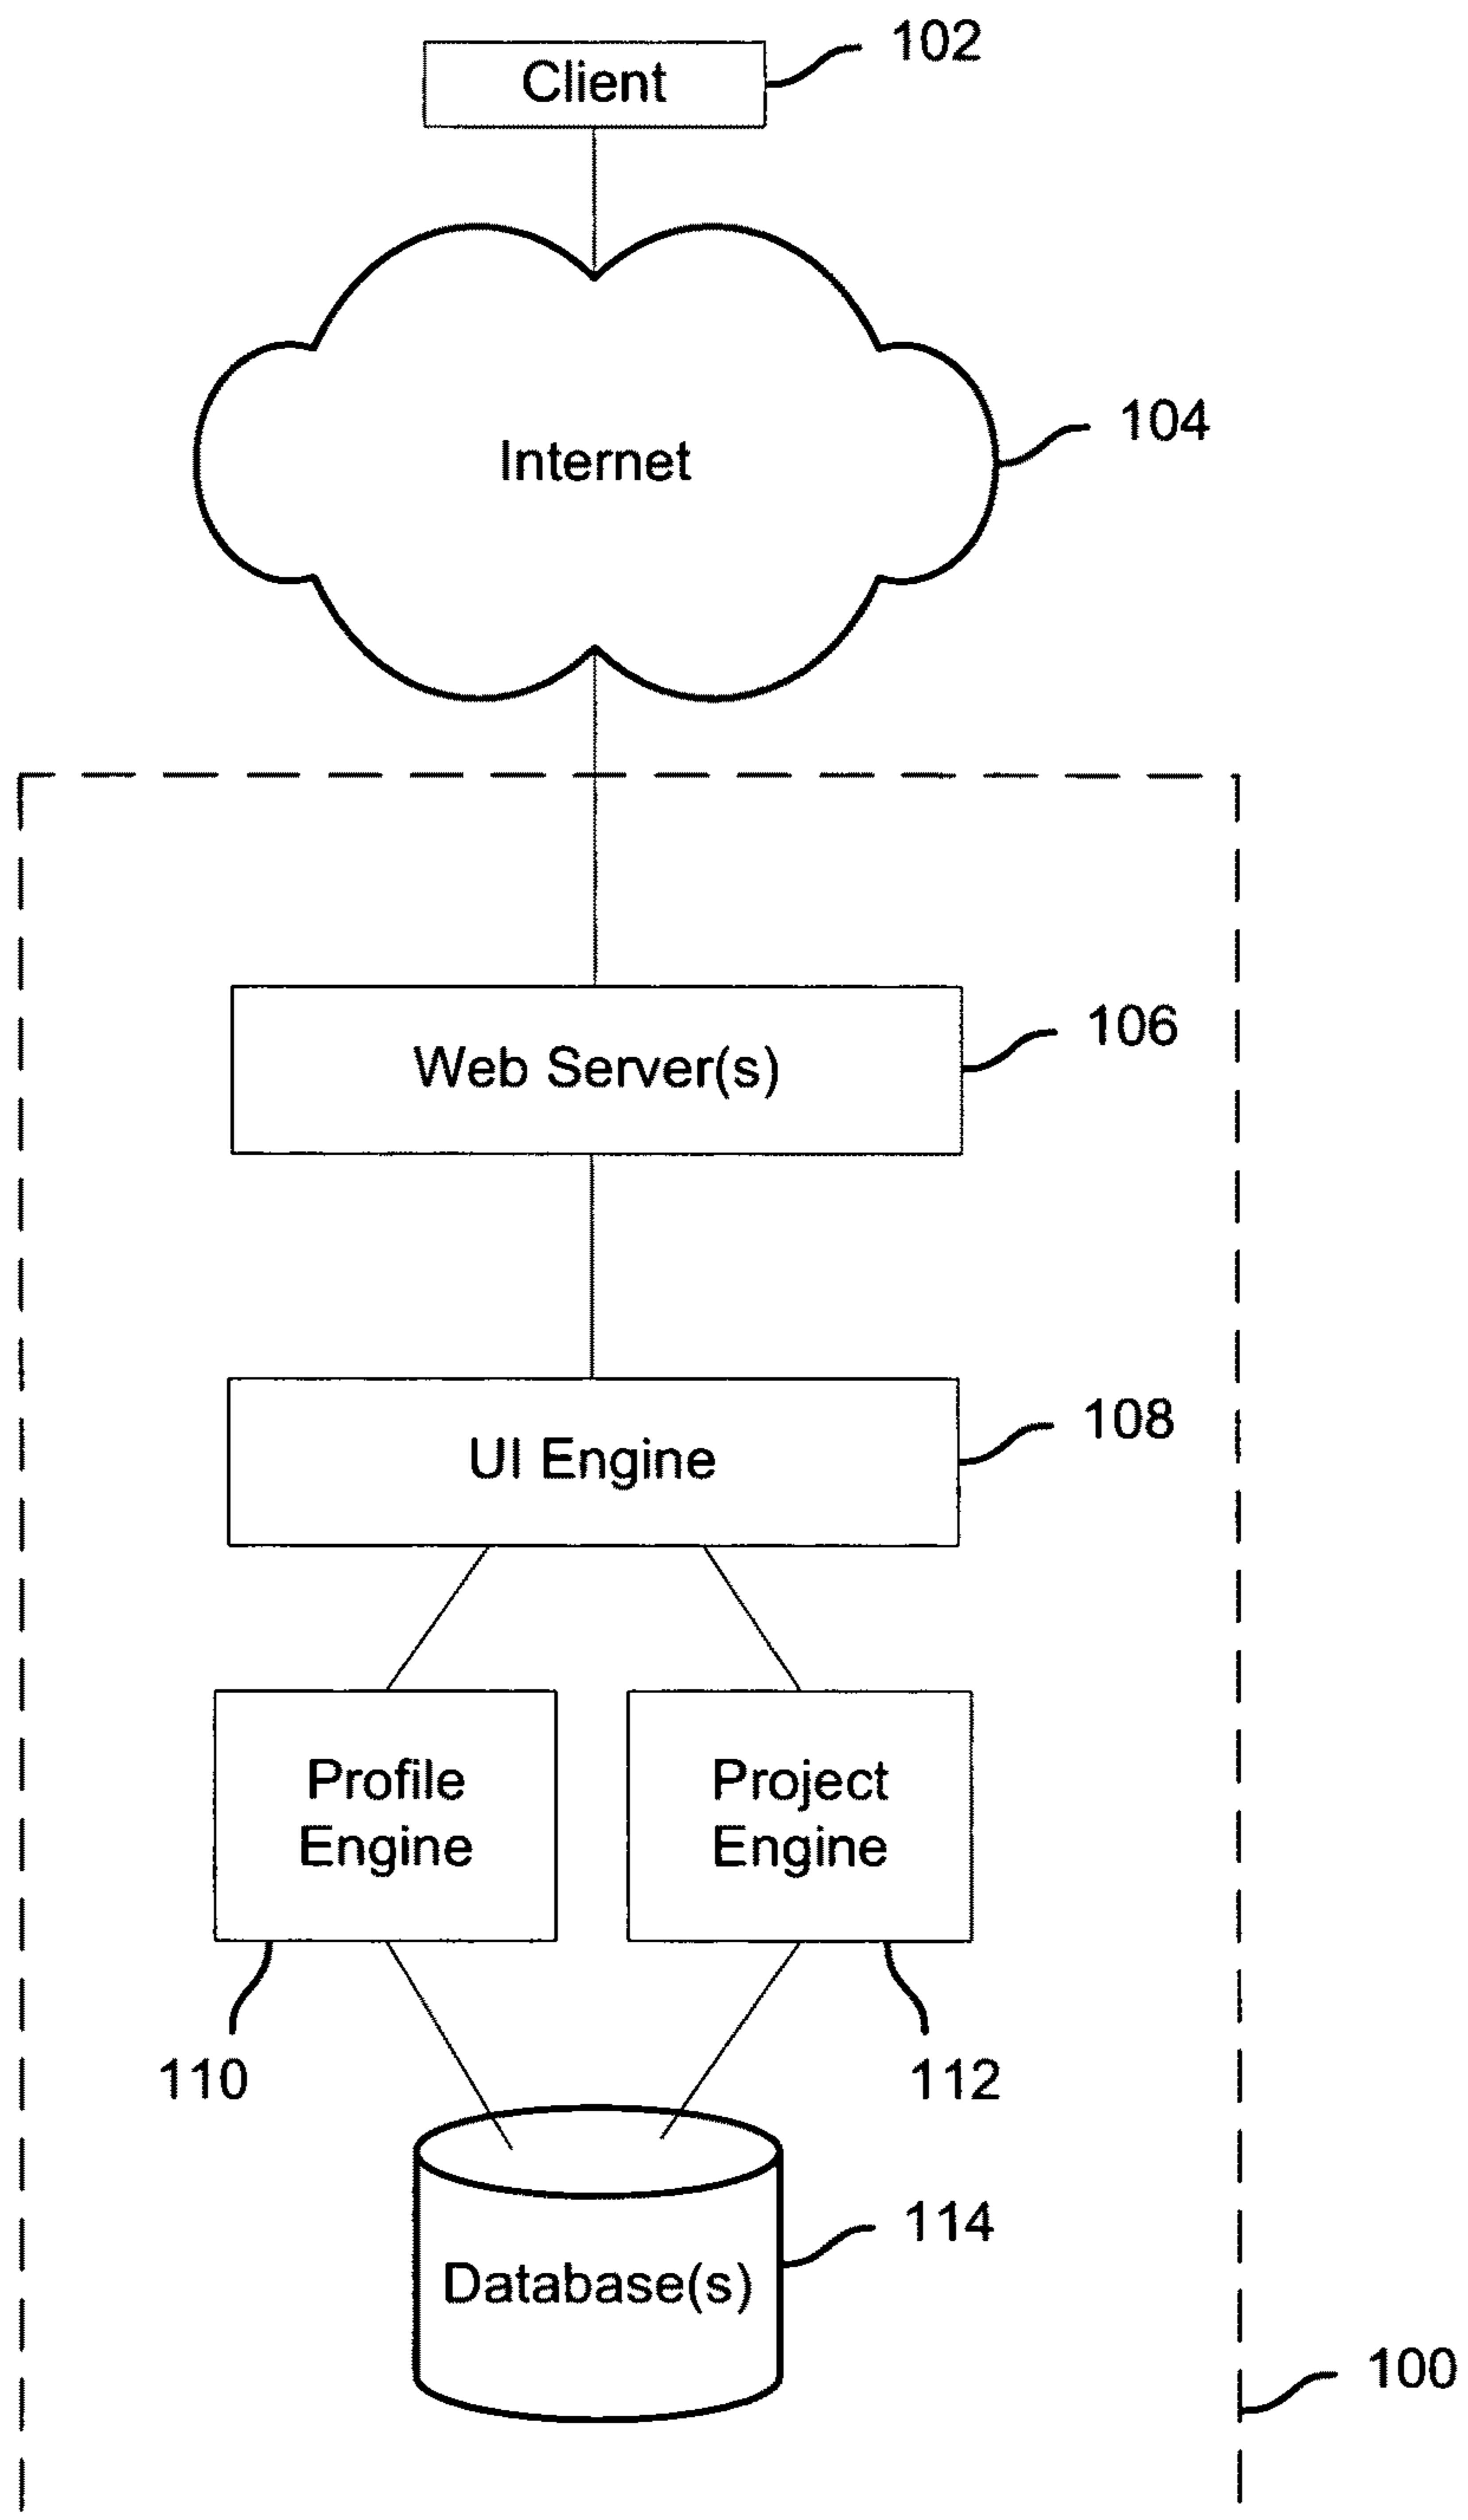 102
Client
104
Internet
106
Web Server(s)
108
UI Engine
Profile
Engine
Project
Engine
110
112
114
Database(s)
100